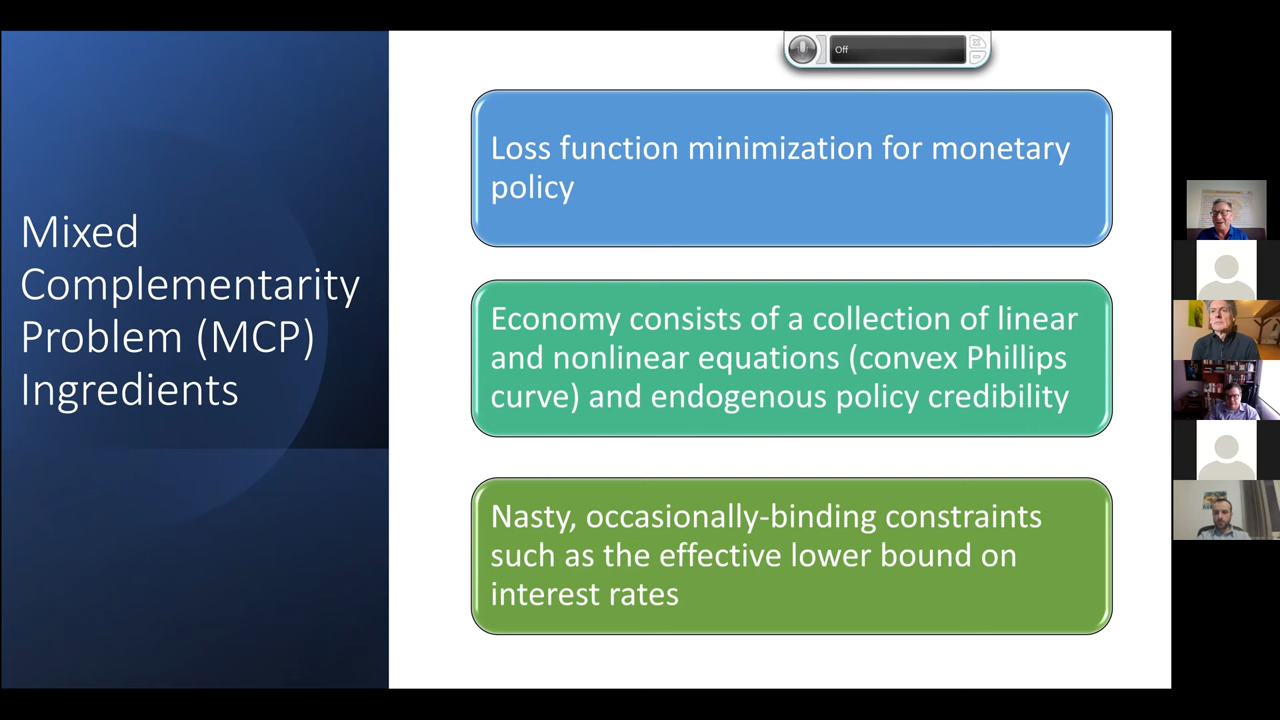 Off
Mixed
Complementarity
Problem (MCP)
Ingredients
Loss function minimization for monetary
policy
Economy consists of a collection of linear
and nonlinear equations (convex Phillips
curve) and endogenous policy credibility
Nasty, occasionally-binding constraints
such as the effective lower bound on
interest rates